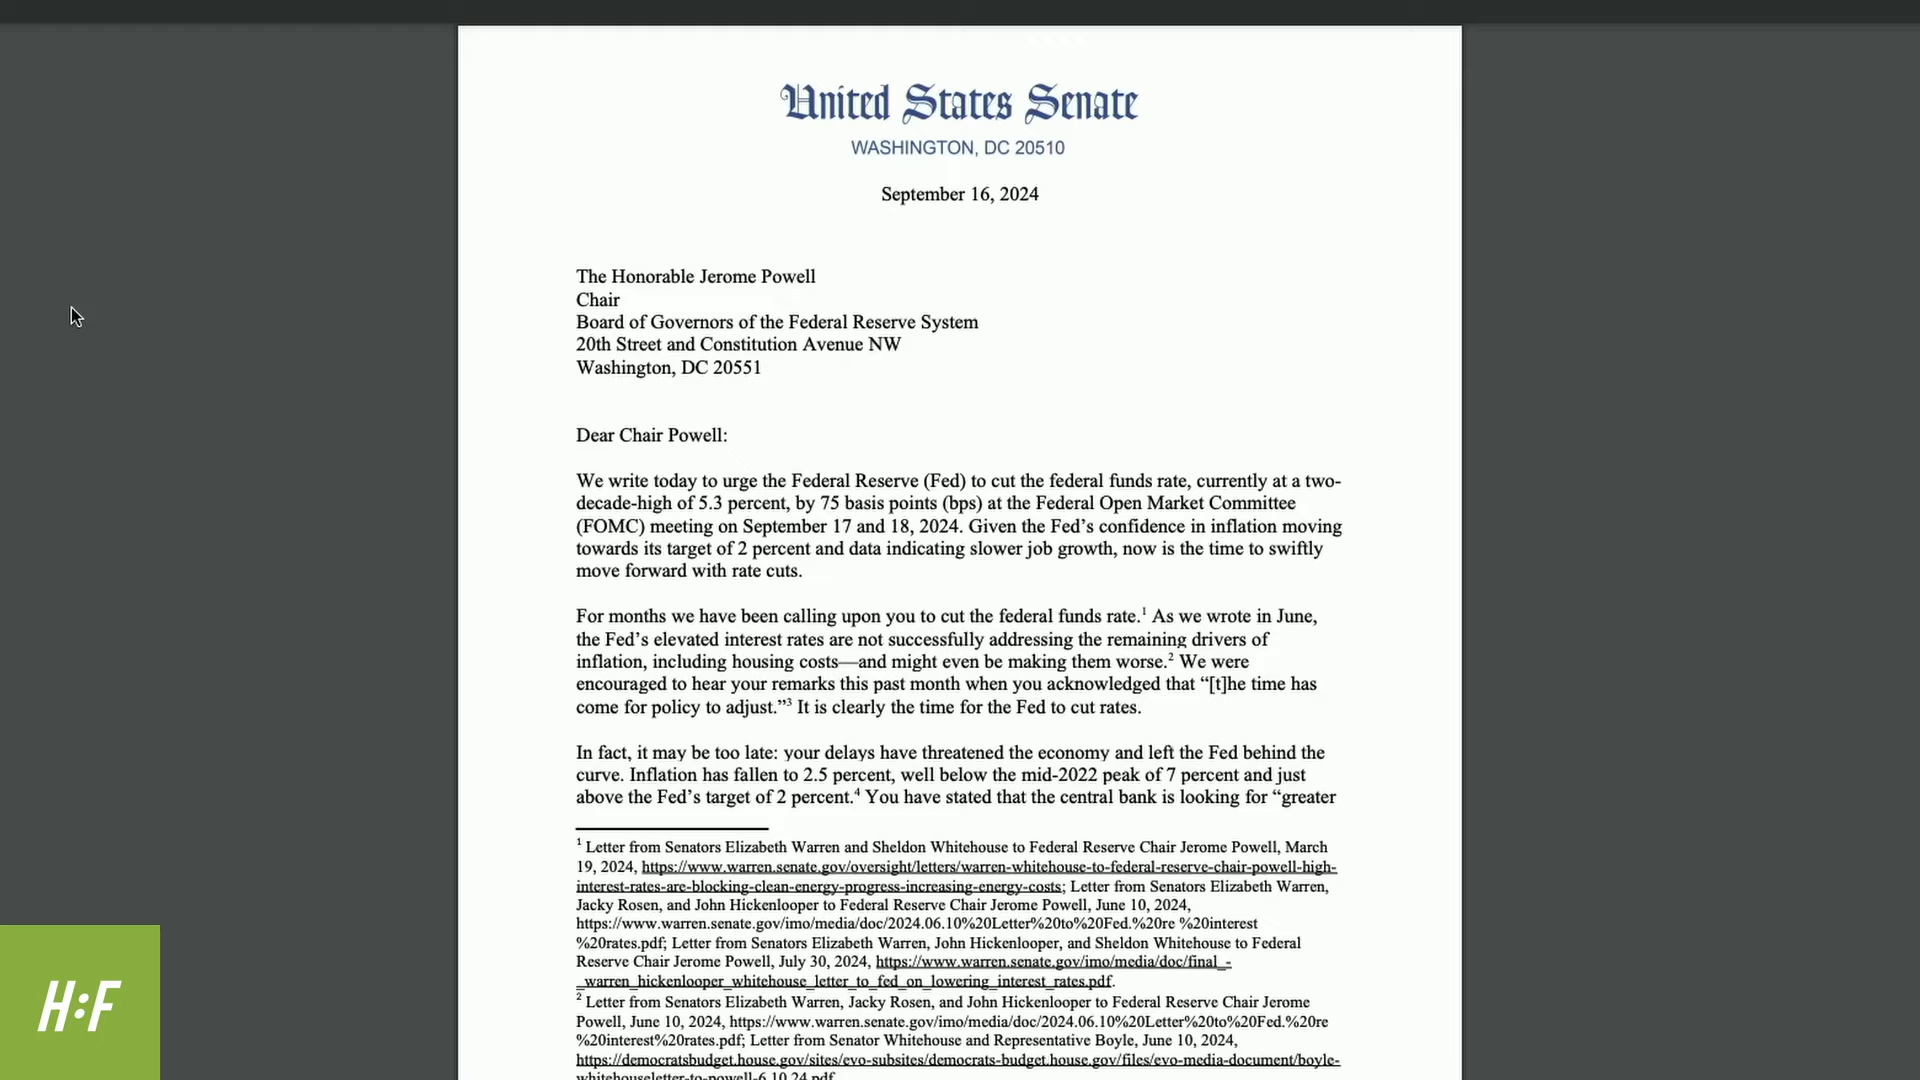 United States Senate
WASHINGTON, DC 20510
September 16, 2024
The Honorable Jerome Powell
Chair
Board of Governors of the Federal Reserve System
20th Street and Constitution Avenue NW
Washington, DC 20551
Dear Chair Powell:
We write today to urge the Federal Reserve (Fed) to cut the federal funds rate, currently at a two-
decade-high of 5.3 percent, by 75 basis points (bps) at the Federal Open Market Committee
(FOMC) meeting on September 17 and 18, 2024. Given the Fed’s confidence in inflation moving
towards its target of 2 percent and data indicating slower job growth, now is the time to swiftly
move forward with rate cuts.
For months we have been calling upon you to cut the federal funds rate.1 As we wrote in June,
the Fed’s elevated interest rates are not successfully addressing the remaining drivers of
inflation, including housing costs—and might even be making them worse.2 We were
encouraged to hear your remarks this past month when you acknowledged that “[t]he time has
come for policy to adjust.”3 It is clearly the time for the Fed to cut rates.
In fact, it may be too late: your delays have threatened the economy and left the Fed behind the
curve. Inflation has fallen to 2.5 percent, well below the mid-2022 peak of 7 percent and just
above the Fed’s target of 2 percent.4 You have stated that the central bank is looking for “greater
1 Letter from Senators Elizabeth Warren and Sheldon Whitehouse to Federal Reserve Chair Jerome Powell, March
19, 2024, https://www.warren.senate.gov/oversight/letters/warren-whitehouse-to-federal-reserve-chair-powell-high-
interest-rates-are-blocking-clean-energy-progress-increasing-energy-costs; Letter from Senators Elizabeth Warren,
Jacky Rosen, and John Hickenlooper to Federal Reserve Chair Jerome Powell, June 10, 2024,
https://www.warren.senate.gov/imo/media/doc/2024.06.10%20Letter%20to%20Fed.%20re %20interest
%20rates.pdf; Letter from Senators Elizabeth Warren, John Hickenlooper, and Sheldon Whitehouse to Federal
Reserve Chair Jerome Powell, July 30, 2024, https://www.warren.senate.gov/imo/media/doc/final_-
_warren_hickenlooper_whitehouse_letter_to_fed_on_lowering_interest_rates.pdf.
2 Letter from Senators Elizabeth Warren, Jacky Rosen, and John Hickenlooper to Federal Reserve Chair Jerome
Powell, June 10, 2024, https://www.warren.senate.gov/imo/media/doc/2024.06.10%20Letter%20to%20Fed.%20re
%20interest%20rates.pdf; Letter from Senator Whitehouse and Representative Boyle, June 10, 2024,
https://democratsbudget.house.gov/sites/evo-subsites/democrats-budget.house.gov/files/evo-media-document/boyle-
whitehouseletter-to-powell-6.10.24.pdf
H:F